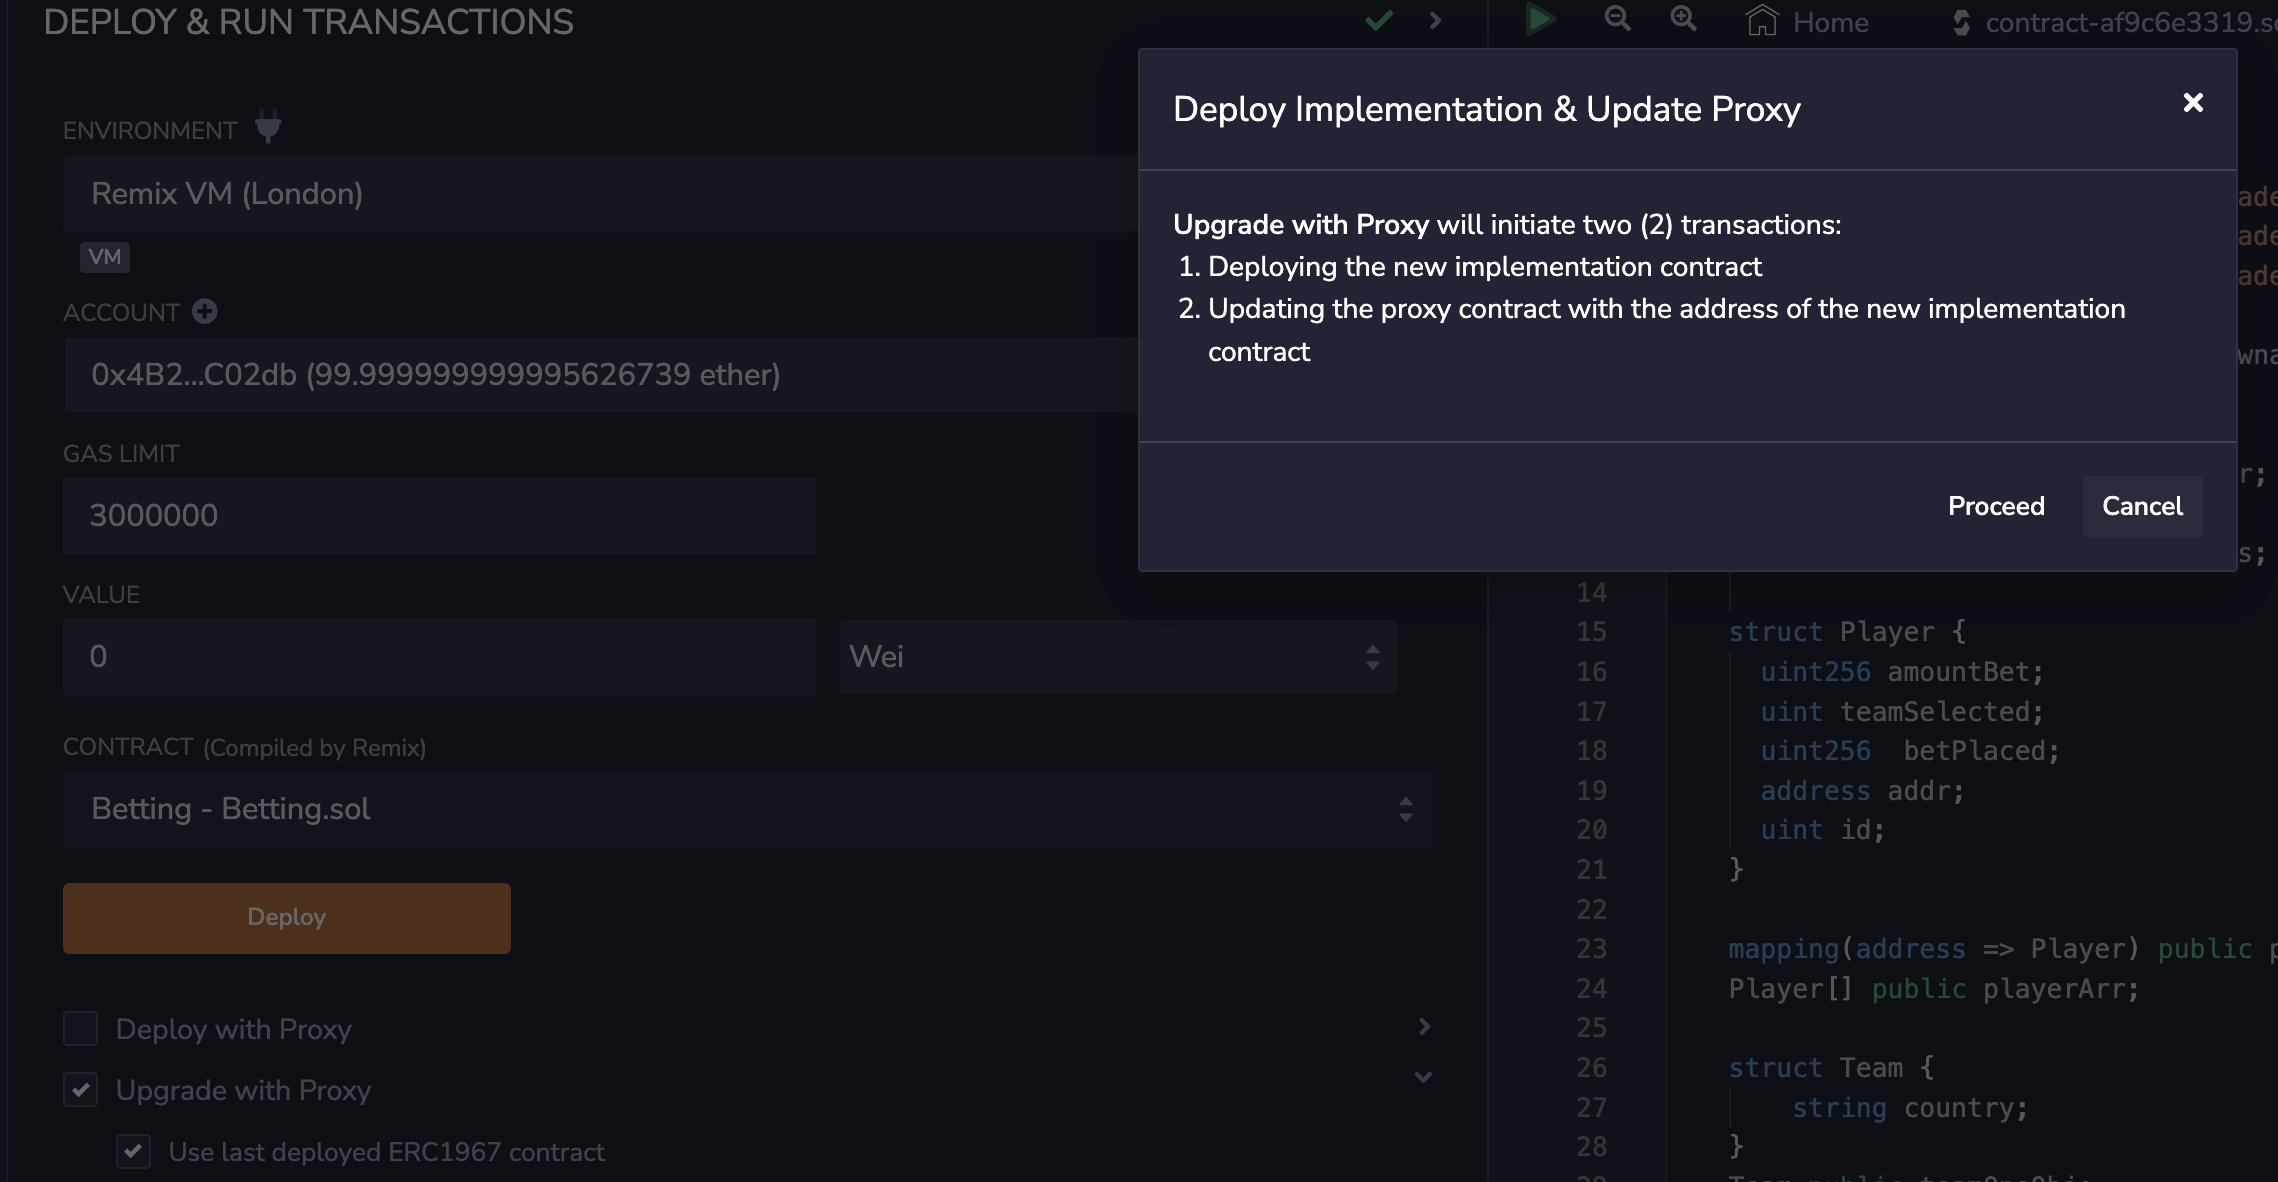 DEPLOY & RUN TRANSACTIONS
Home
contract-af9c6e3319.so
ENVIRONMENT
Remix VM (London)
VM
ACCOUNT
0x4B2...C02db (99.999999999995626739 ether)
GAS LIMIT
3000000
VALUE
0
Wei
CONTRACT (Compiled by Remix)
Betting - Betting.sol
Deploy
Deploy with Proxy
Upgrade with Proxy
Use last deployed ERC1967 contract
Deploy Implementation & Update Proxy
Upgrade with Proxy will initiate two (2) transactions:
1. Deploying the new implementation contract
2. Updating the proxy contract with the address of the new implementation
contract
Proceed
Cancel
ade
ade
ade
wna
r;
s;
14
15 struct Player {
16 uint256 amountBet;
17 uint teamSelected;
18 uint256  betPlaced;
19 address addr;
20 uint id;
21 }
22
23 mapping(address => Player) public p
24 Player[] public playerArr;
25
26 struct Team {
27 string country;
28 }